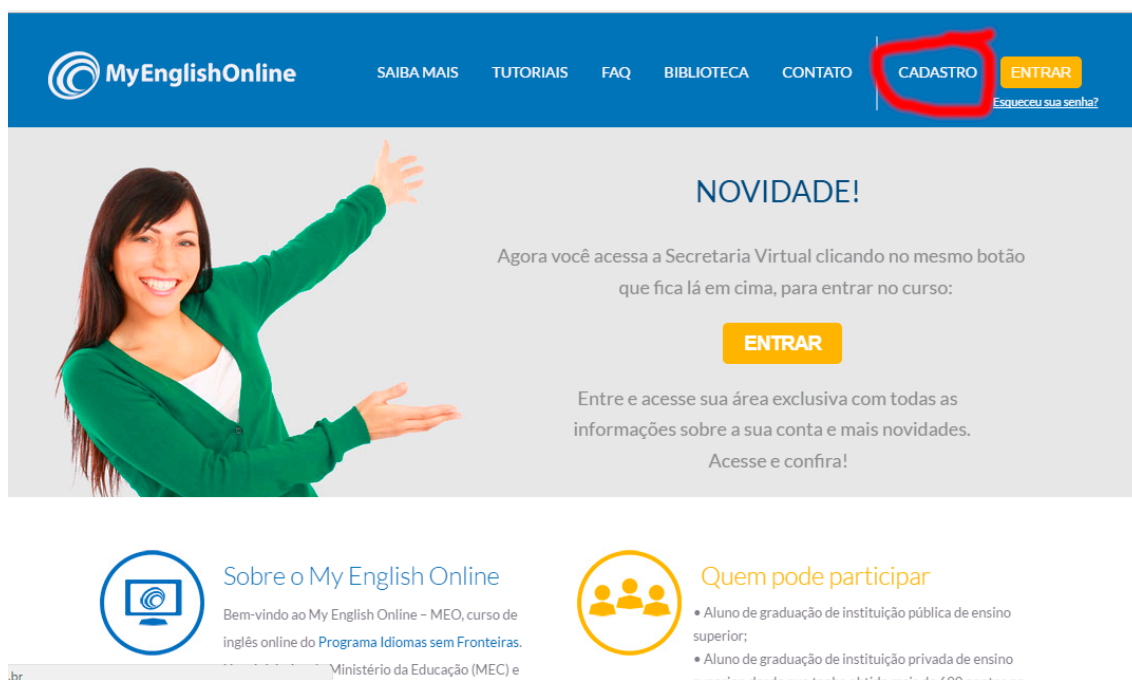 MyEnglishOnline
SAIBA MAIS TUTORIAIS FAQ BIBLIOTECA CONTATO CADASTRO ENTRAR
Esqueceu sua senha?
NOVIDADE!
Agora você acessa a Secretaria Virtual clicando no mesmo botão
que fica lá em cima, para entrar no curso:
ENTRAR
Entre e acesse sua área exclusiva com todas as
informações sobre a sua conta e mais novidades.
Acesse e confira!
Sobre o My English Online
Bem-vindo ao My English Online – MEO, curso de
inglês online do Programa Idiomas sem Fronteiras.
Ministério da Educação (MEC) e
Quem pode participar
• Aluno de graduação de instituição pública de ensino
superior;
• Aluno de graduação de instituição privada de ensino
.br